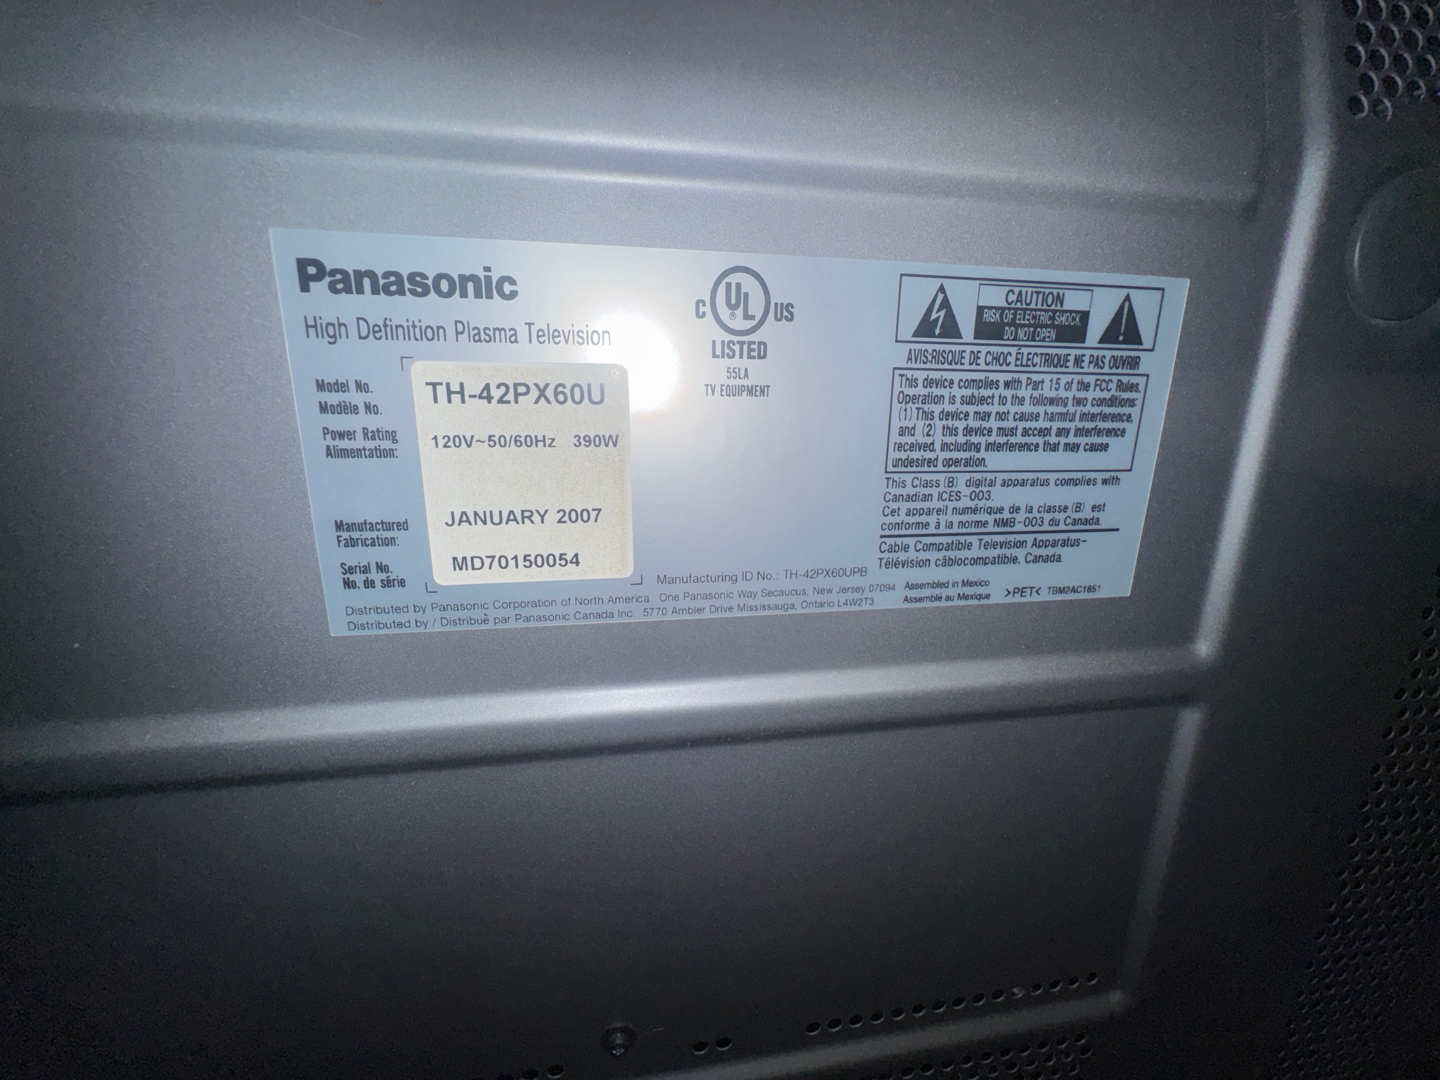 Panasonic
High Definition Plasma Television
Model No.
Modèle No.
TH-42PX60U
Power Rating
Alimentation:
120V~50/60Hz 390W
Manufactured
Fabrication:
JANUARY 2007
Serial No.
No. de série
MD70150054
C UL US
®
LISTED
55LA
TV EQUIPMENT
Manufacturing ID No.: TH-42PX60UPB
Distributed by Panasonic Corporation of North America. One Panasonic Way Secaucus, New Jersey 07094
Distributed by / Distribuè par Panasonic Canada Inc. 5770 Ambler Drive Mississauga, Ontario L4W2T3
CAUTION
RISK OF ELECTRIC SHOCK
DO NOT OPEN
AVIS:RISQUE DE CHOC ÉLECTRIQUE NE PAS OUVRIR
This device complies with Part 15 of the FCC Rules.
Operation is subject to the following two conditions:
(1) This device may not cause harmful interference,
and (2) this device must accept any interference
received, including interference that may cause
undesired operation.
This Class (B) digital apparatus complies with
Canadian ICES-003.
Cet appareil numérique de la classe (B) est
conforme à la norme NMB-003 du Canada.
Cable Compatible Television Apparatus-
Télévision câblocompatible, Canada.
Assembled in Mexico
Assemblé au Mexique
>PET< TBM2AC1851